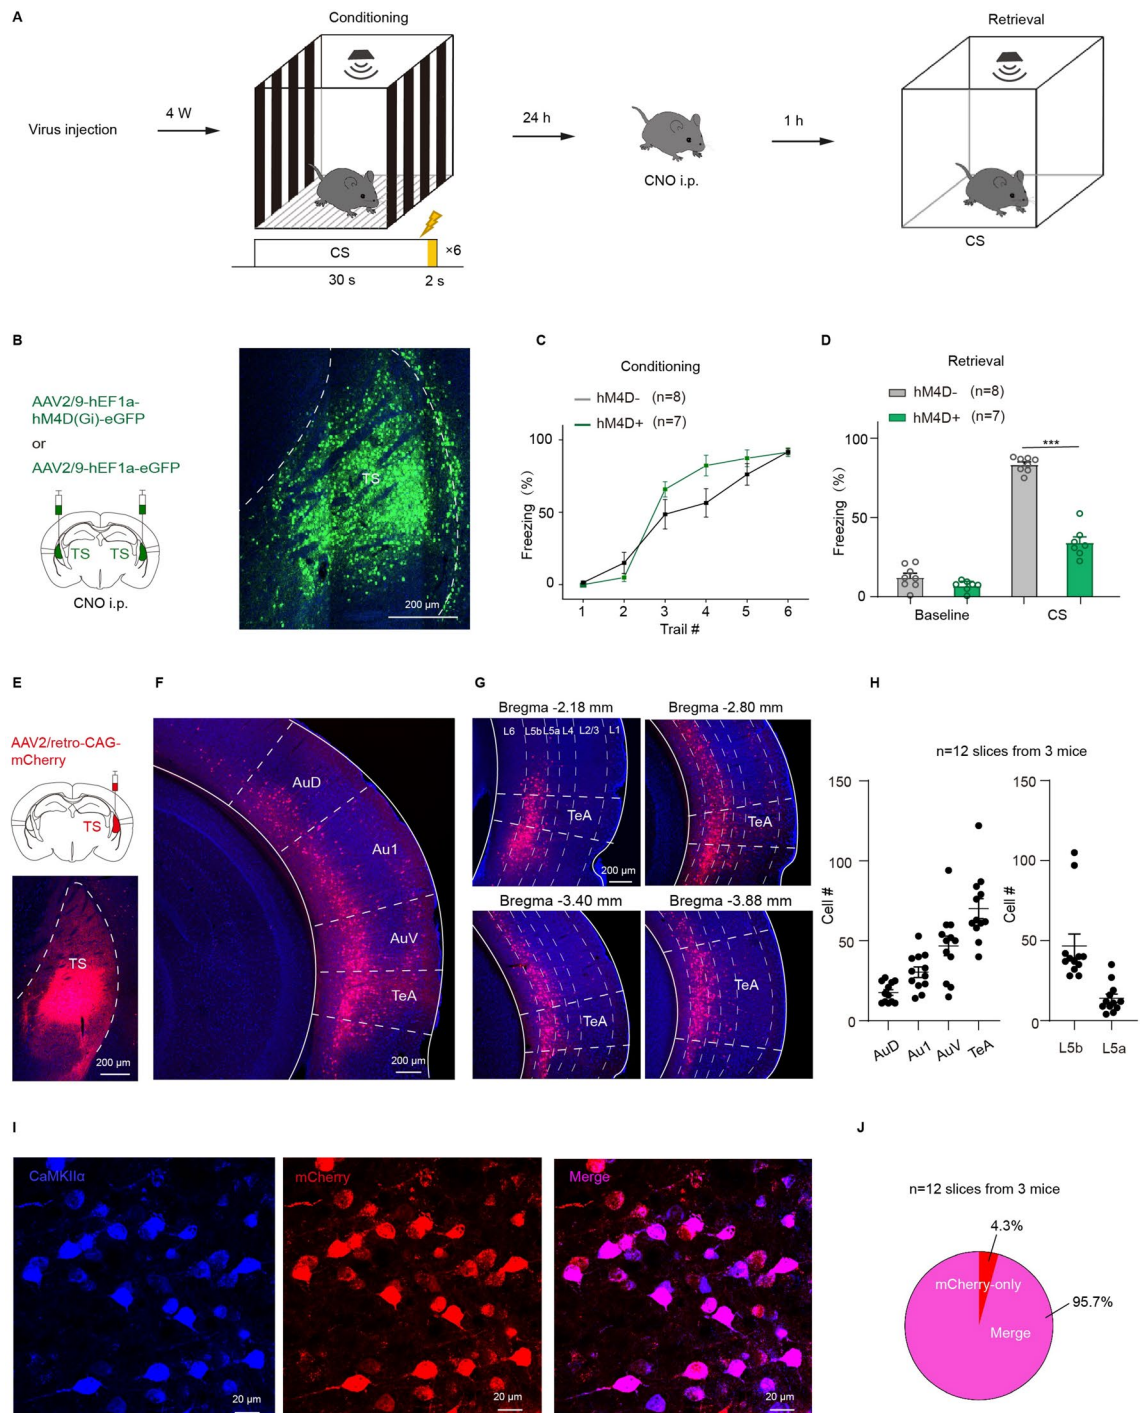 A
Conditioning
Retrieval
Virus injection
4 W
24 h
CNO i.p.
1 h
CS
×6
30 s
2 s
CS
B
AAV2/9-hEF1a-
hM4D(Gi)-eGFP
or
AAV2/9-hEF1a-eGFP
TS
TS
CNO i.p.
TS
200 µm
C
Conditioning
hM4D- (n=8)
hM4D+ (n=7)
Freezing (%)
100
50
0
1
2
3
4
5
6
Trail #
D
Retrieval
hM4D- (n=8)
hM4D+ (n=7)
Freezing (%)
100
50
0
***
Baseline
CS
E
AAV2/retro-CAG-
mCherry
TS
TS
200 µm
F
AuD
Au1
AuV
TeA
200 µm
G
Bregma -2.18 mm
L6
L5b
L5a
L4
L2/3
L1
TeA
200 µm
Bregma -2.80 mm
TeA
Bregma -3.40 mm
TeA
Bregma -3.88 mm
TeA
H
n=12 slices from 3 mice
Cell #
150
100
50
0
AuD
Au1
AuV
TeA
Cell #
150
100
50
0
L5b
L5a
I
CaMKIIα
20 µm
mCherry
20 µm
Merge
20 µm
J
n=12 slices from 3 mice
4.3%
mCherry-only
95.7%
Merge